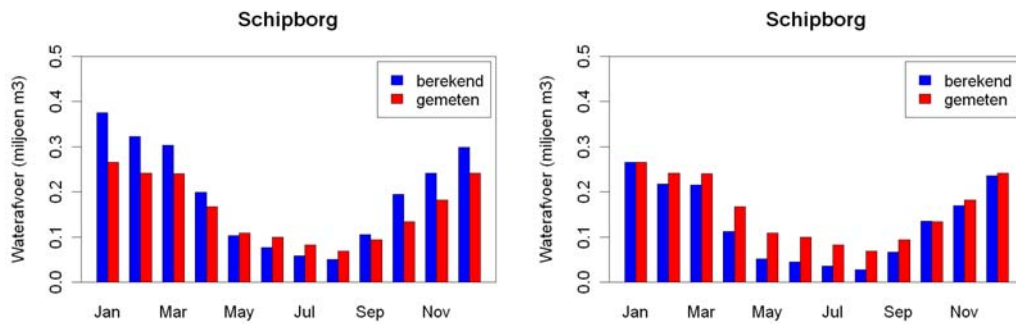 Schipborg
Waterafvoer (miljoen m3)
0.5
0.4
0.3
0.2
0.1
0.0
berekend
gemeten
Jan Mar May Jul Sep Nov
Schipborg
Waterafvoer (miljoen m3)
0.5
0.4
0.3
0.2
0.1
0.0
berekend
gemeten
Jan Mar May Jul Sep Nov